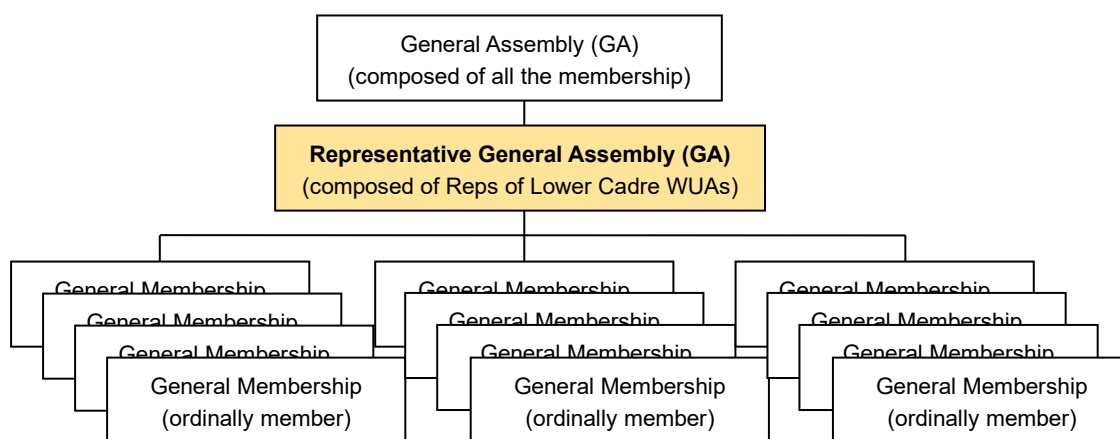 General Assembly (GA)
(composed of all the membership)
Representative General Assembly (GA)
(composed of Reps of Lower Cadre WUAs)
General Membership
General Membership
General Membership
General Membership
(ordinally member)
General Membership
General Membership
General Membership
General Membership
(ordinally member)
General Membership
General Membership
General Membership
General Membership
(ordinally member)